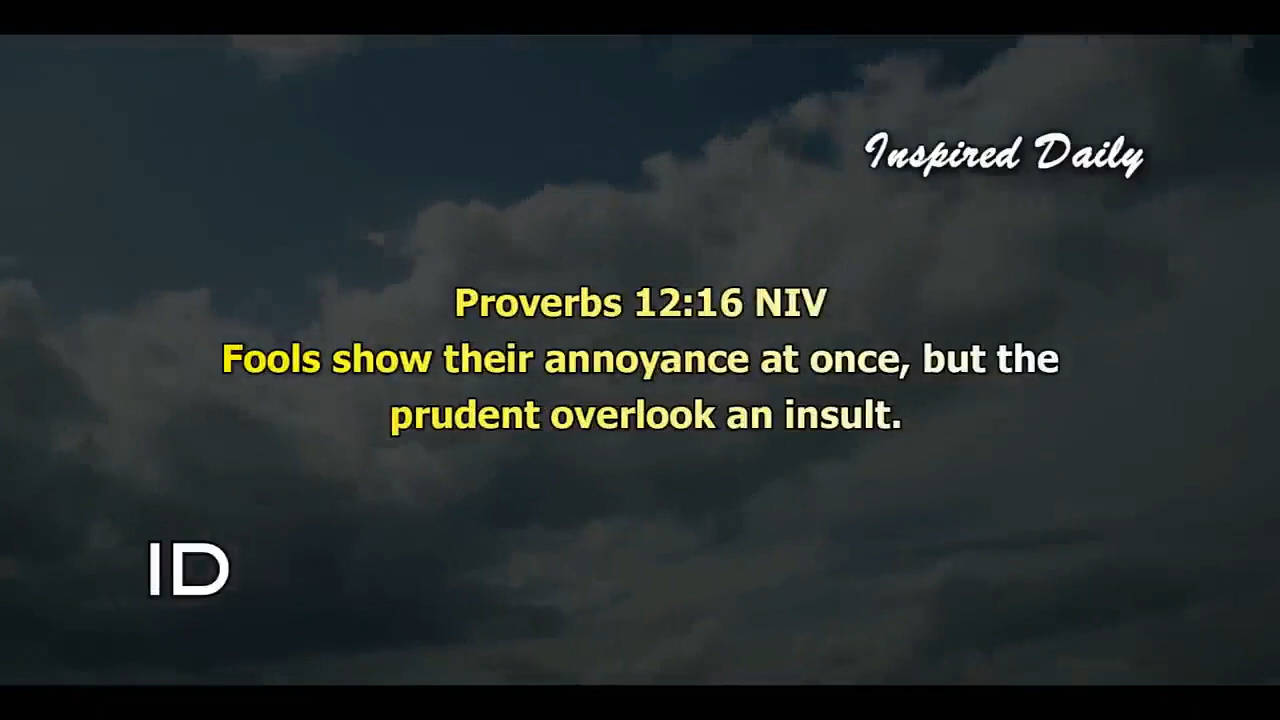 Inspired Daily
Proverbs 12:16 NIV
Fools show their annoyance at once, but the
prudent overlook an insult.
ID